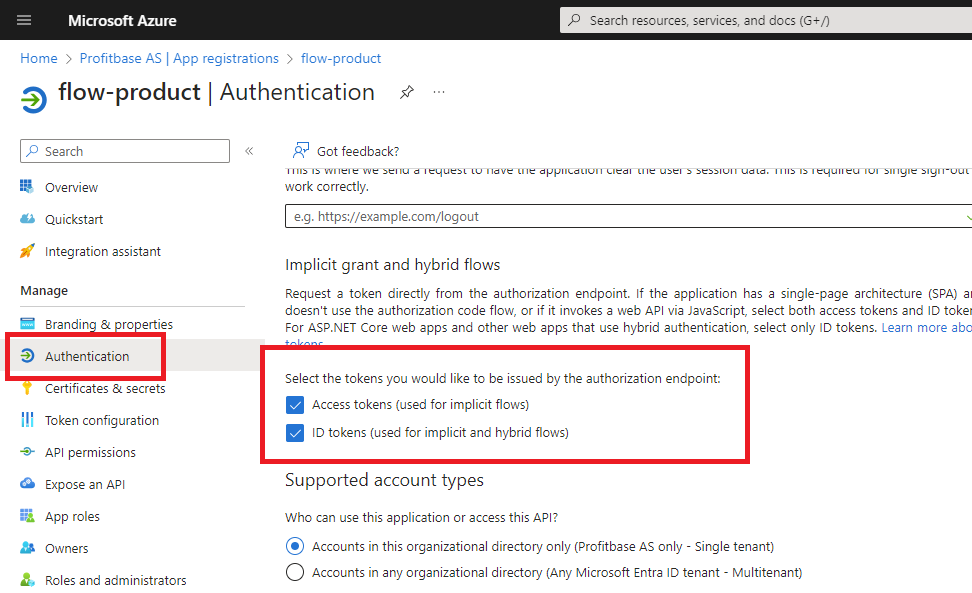 Microsoft Azure
Search resources, services, and docs (G+/)
Home > Profitbase AS | App registrations > flow-product
flow-product | Authentication
Search
Got feedback?
Overview
Quickstart
Integration assistant
Manage
Branding & properties
Authentication
Certificates & secrets
Token configuration
API permissions
Expose an API
App roles
Owners
Roles and administrators
This is where we send a request to have the application clear the user's session data. This is required for single sign-out
work correctly.
e.g. https://example.com/logout
Implicit grant and hybrid flows
Request a token directly from the authorization endpoint. If the application has a single-page architecture (SPA) a
doesn't use the authorization code flow, or if it invokes a web API via JavaScript, select both access tokens and ID toke
For ASP.NET Core web apps and other web apps that use hybrid authentication, select only ID tokens. Learn more abo
tokens.
Select the tokens you would like to be issued by the authorization endpoint:
Access tokens (used for implicit flows)
ID tokens (used for implicit and hybrid flows)
Supported account types
Who can use this application or access this API?
Accounts in this organizational directory only (Profitbase AS only - Single tenant)
Accounts in any organizational directory (Any Microsoft Entra ID tenant - Multitenant)